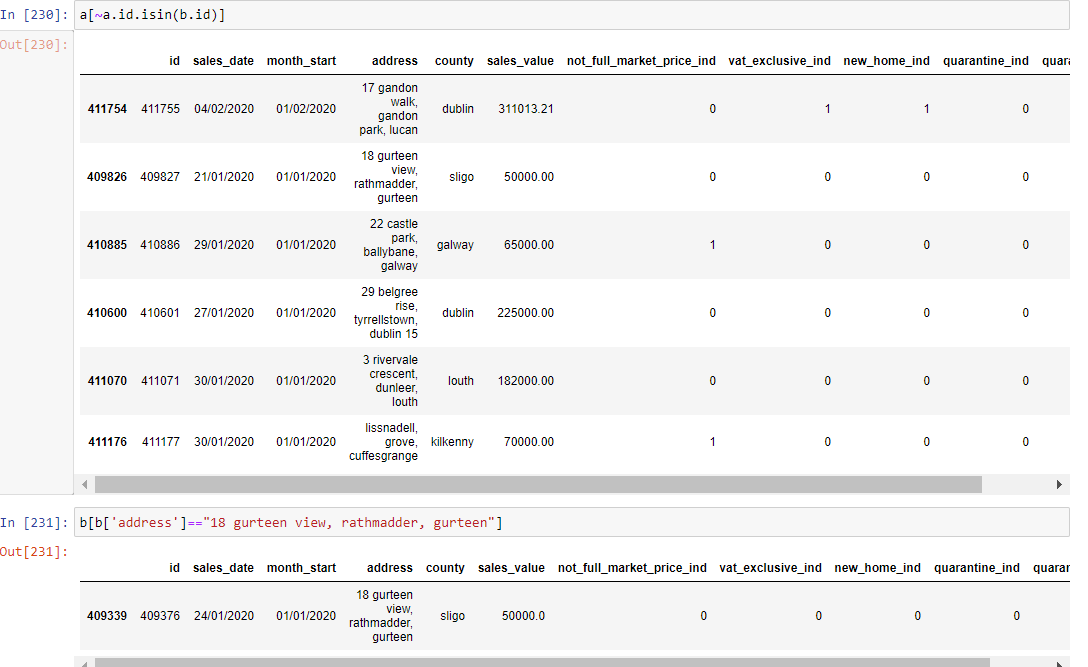 In [230]: a[~a.id.isin(b.id)]
Out[230]:
id sales_date month_start address county sales_value not_full_market_price_ind vat_exclusive_ind new_home_ind quarantine_ind quara
411754 411755 04/02/2020 01/02/2020 17 gandon walk, gandon park, lucan dublin 311013.21 0 1 1 0
409826 409827 21/01/2020 01/01/2020 18 gurteen view, rathmadder, gurteen sligo 50000.00 0 0 0 0
410885 410886 29/01/2020 01/01/2020 22 castle park, ballybane, galway galway 65000.00 1 0 0 0
410600 410601 27/01/2020 01/01/2020 29 belgree rise, tyrrellstown, dublin 15 dublin 225000.00 0 0 0 0
411070 411071 30/01/2020 01/01/2020 3 rivervale crescent, dunleer, louth louth 182000.00 0 0 0 0
411176 411177 30/01/2020 01/01/2020 lissnadell, grove, cuffesgrange kilkenny 70000.00 1 0 0 0
In [231]: b[b['address']=="18 gurteen view, rathmadder, gurteen"]
Out[231]:
id sales_date month_start address county sales_value not_full_market_price_ind vat_exclusive_ind new_home_ind quarantine_ind quaran
409339 409376 24/01/2020 01/01/2020 18 gurteen view, rathmadder, gurteen sligo 50000.0 0 0 0 0